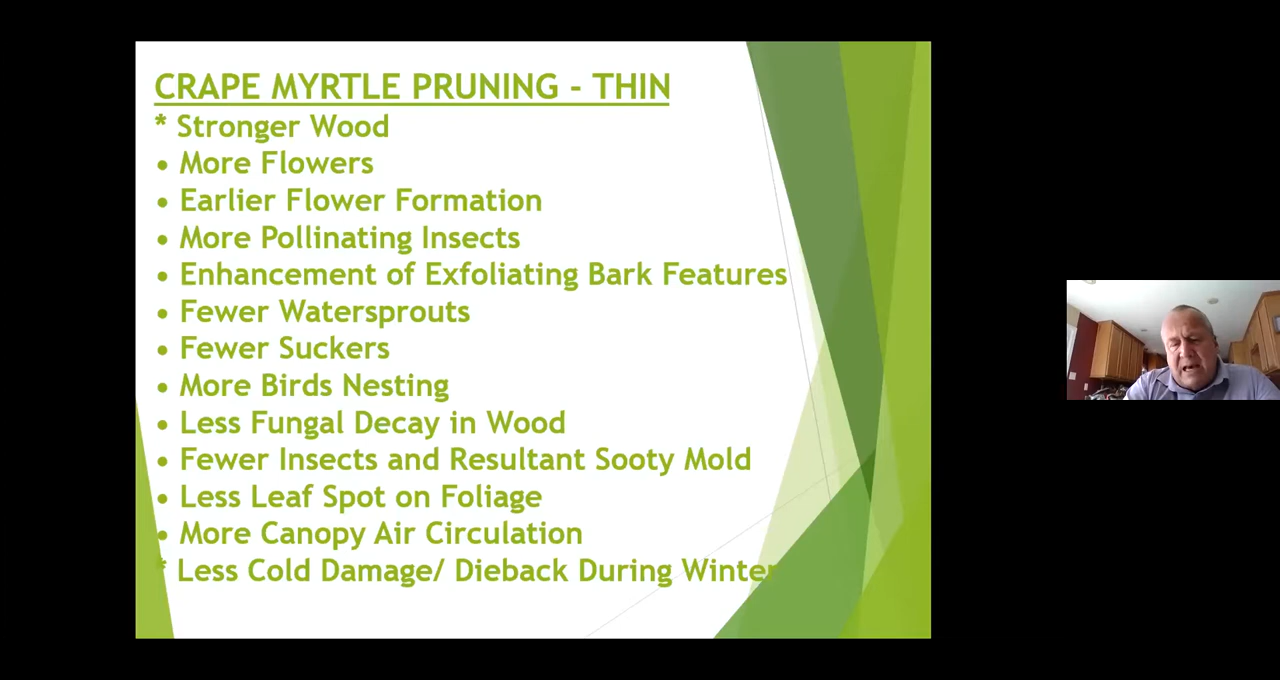 CRAPE MYRTLE PRUNING - THIN
* Stronger Wood
• More Flowers
• Earlier Flower Formation
• More Pollinating Insects
• Enhancement of Exfoliating Bark Features
• Fewer Watersprouts
• Fewer Suckers
• More Birds Nesting
• Less Fungal Decay in Wood
• Fewer Insects and Resultant Sooty Mold
• Less Leaf Spot on Foliage
• More Canopy Air Circulation
* Less Cold Damage/ Dieback During Winter